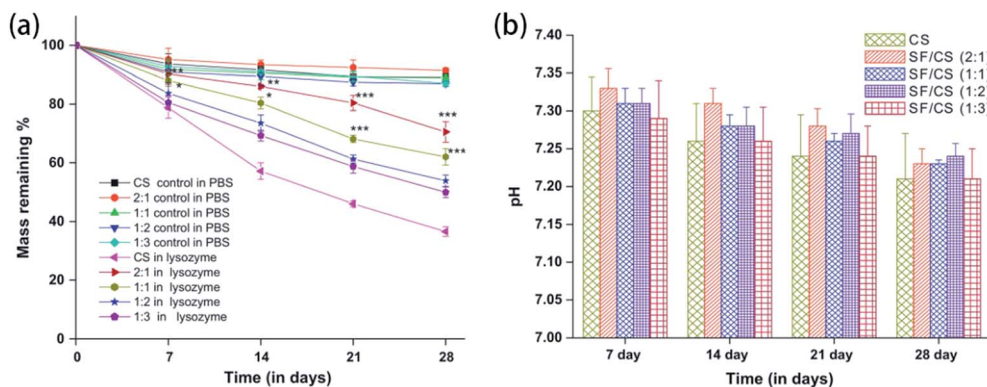 (a)
Mass remaining %
100
80
60
40
20
0
**
*
**
*
***
***
***
***
CS control in PBS
2:1 control in PBS
1:1 control in PBS
1:2 control in PBS
1:3 control in PBS
CS in lysozyme
2:1 in lysozyme
1:1 in lysozyme
1:2 in lysozyme
1:3 in lysozyme
0 7 14 21 28
Time (in days)
(b)
pH
7.40
7.35
7.30
7.25
7.20
7.15
7.10
7.05
7.00
CS
SF/CS (2:1)
SF/CS (1:1)
SF/CS (1:2)
SF/CS (1:3)
7 day 14 day 21 day 28 day
Time (in days)